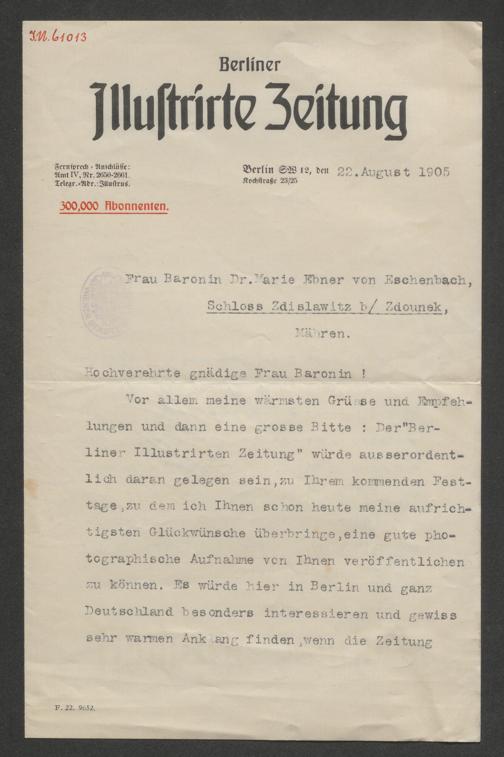 I.N. 61013
Berliner
Illustrirte Zeitung
Fernsprech-Anschlüsse:
Amt IV, Nr. 2650-2661.
Telegr.-Adr.: Illustrus.
Berlin SW 12, den 22.August 1905
Kochstraße 23/25
300,000 Abonnenten.
Frau Baronin Dr.Marie Ebner von Eschenbach,
Schloss Zdislawitz b/ Zdounek,
Mähren.
Hochverehrte gnädige Frau Baronin !
Vor allem meine wärmsten Grüsse und Empfeh-
lungen und dann eine grosse Bitte : Der"Ber-
liner Illustrirten Zeitung" würde ausserordent-
lich daran gelegen sein,zu Ihrem kommenden Fest-
tage,zu dem ich Ihnen schon heute meine aufrich-
tigsten Glückwünsche überbringe,eine gute pho-
tographische Aufnahme von Ihnen veröffentlichen
zu können. Es würde hier in Berlin und ganz
Deutschland besonders interessieren und gewiss
sehr warmen Anklang finden,wenn die Zeitung
F. 22. 9652.